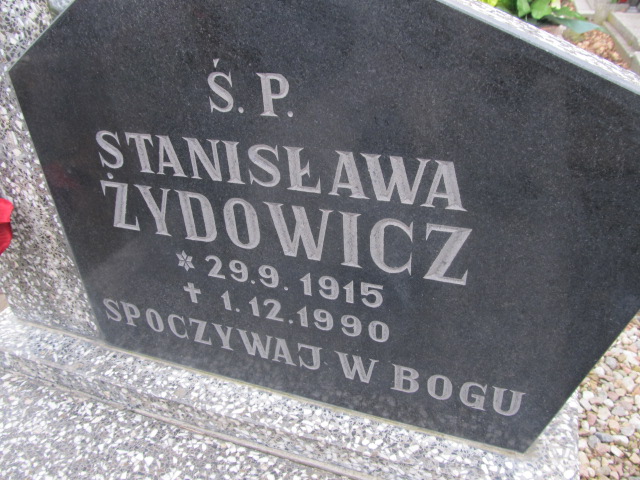 Ś. P.
STANISŁAWA
ŻYDOWICZ
* 29.9.1915
✝ 1.12.1990
SPOCZYWAJ W BOGU